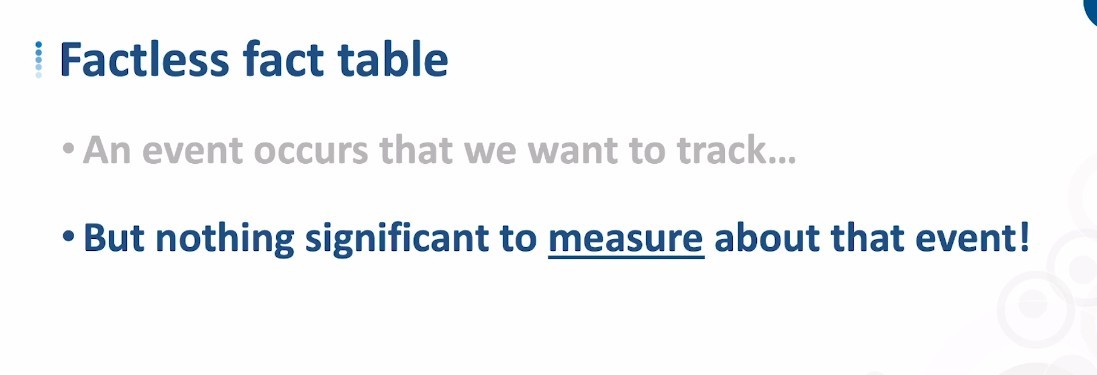 Factless fact table
• An event occurs that we want to track...
• But nothing significant to measure about that event!